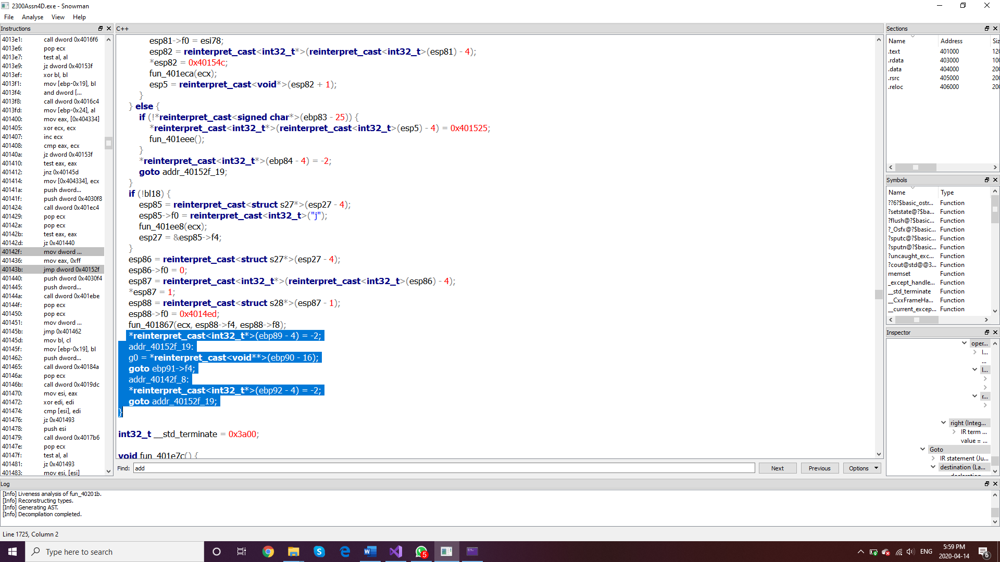 2300Assn4D.exe - Snowman
File Analyse View Help
Instructions
4013e1: call dword 0x4016f6
4013e6: pop ecx
4013e7: test al, al
4013e9: jz dword 0x40153f
4013ef: xor bl, bl
4013f1: mov [ebp-0x19], bl
4013f4: and dword [...
4013f8: call dword 0x4016c4
4013fd: mov [ebp-0x24], al
401400: mov eax, [0x404334]
401405: xor ecx, ecx
401407: inc ecx
401408: cmp eax, ecx
40140a: jz dword 0x40153f
401410: test eax, eax
401412: jnz 0x40145d
401414: mov [0x404334], ecx
40141a: push dword...
40141f: push dword 0x4030f8
401424: call dword 0x401ec4
401429: pop ecx
40142a: pop ecx
40142b: test eax, eax
40142d: jz 0x401440
40142f: mov dword ...
401436: mov eax, 0xff
40143b: jmp dword 0x40152f
401440: push dword 0x4030f4
401445: push dword...
40144a: call dword 0x401ebe
40144f: pop ecx
401450: pop ecx
401451: mov dword ...
40145b: jmp 0x401462
40145d: mov bl, cl
40145f: mov [ebp-0x19], bl
401462: push dword...
401465: call dword 0x40184a
40146a: pop ecx
40146b: call dword 0x4019dc
401470: mov esi, eax
401472: xor edi, edi
401474: cmp [esi], edi
401476: jz 0x401493
401478: push esi
401479: call dword 0x4017b6
40147e: pop ecx
40147f: test al, al
401481: jz 0x401493
401483: mov esi, [esi]
C++
esp81->f0 = esi78;
esp82 = reinterpret_cast<int32_t*>(reinterpret_cast<int32_t>(esp81) - 4);
*esp82 = 0x40154c;
fun_401eca(ecx);
esp5 = reinterpret_cast<void*>(esp82 + 1);
}
} else {
if (!*reinterpret_cast<signed char*>(ebp83 - 25)) {
*reinterpret_cast<int32_t*>(reinterpret_cast<int32_t>(esp5) - 4) = 0x401525;
fun_401eee();
}
*reinterpret_cast<int32_t*>(ebp84 - 4) = -2;
goto addr_40152f_19;
}
if (!bl18) {
esp85 = reinterpret_cast<struct s27*>(esp27 - 4);
esp85->f0 = reinterpret_cast<int32_t>("j");
fun_401ee8(ecx);
esp27 = &esp85->f4;
}
esp86 = reinterpret_cast<struct s27*>(esp27 - 4);
esp86->f0 = 0;
esp87 = reinterpret_cast<int32_t*>(reinterpret_cast<int32_t>(esp86) - 4);
*esp87 = 1;
esp88 = reinterpret_cast<struct s28*>(esp87 - 1);
esp88->f0 = 0x4014ed;
fun_401867(ecx, esp88->f4, esp88->f8);
*reinterpret_cast<int32_t*>(ebp89 - 4) = -2;
addr_40152f_19:
g0 = *reinterpret_cast<void**>(ebp90 - 16);
goto ebp91->f4;
addr_40142f_8:
*reinterpret_cast<int32_t*>(ebp92 - 4) = -2;
goto addr_40152f_19;
}
int32_t __std_terminate = 0x3a00;
void fun_401e7c() {
Find: add Next Previous Options
Sections
Name Address Siz
.text 401000 120
.rdata 403000 100
.data 404000 200
.rsrc 405000 200
.reloc 406000 200
Symbols
Name Type
??6?$basic_ostr... Function
?setstate@?$ba... Function
?flush@?$basic... Function
?_Osfx@?$basic... Function
?sputc@?$basic... Function
?sputn@?$basic... Function
?uncaught_exc... Function
?cout@std@@3... Function
memset Function
_except_handle... Function
__std_terminate Function
__CxxFrameHa... Function
__current_excep... Function
Inspector
oper...
l...
...
l...
r...
right (Integ...
IR term ...
value = ...
Goto
IR statement (Ju...
destination (La...
declaration
Log
[Info] Liveness analysis of fun_40201b.
[Info] Reconstructing types.
[Info] Generating AST.
[Info] Decompilation completed.
Line 1725, Column 2
Type here to search
5
ENG
5:59 PM
2020-04-14
6